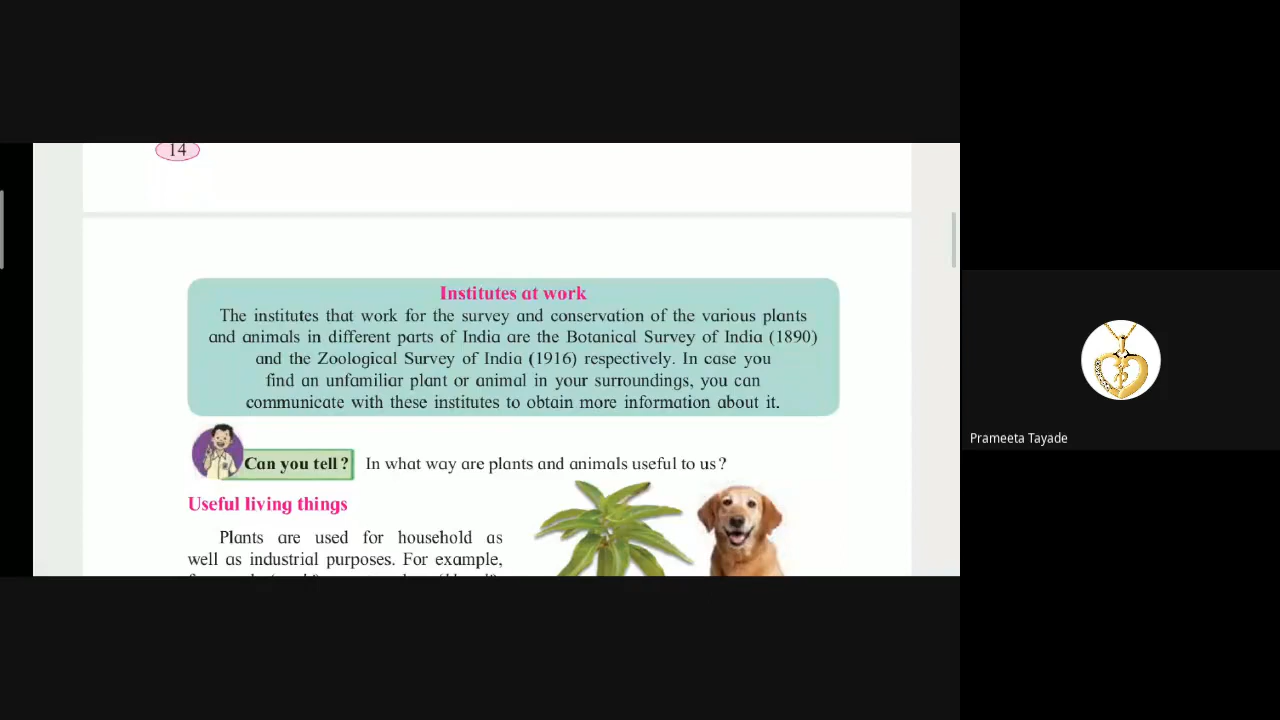 14
Institutes at work
The institutes that work for the survey and conservation of the various plants
and animals in different parts of India are the Botanical Survey of India (1890)
and the Zoological Survey of India (1916) respectively. In case you
find an unfamiliar plant or animal in your surroundings, you can
communicate with these institutes to obtain more information about it.
Can you tell ? In what way are plants and animals useful to us ?
Useful living things
Plants are used for household as
well as industrial purposes. For example,
Prameeta Tayade